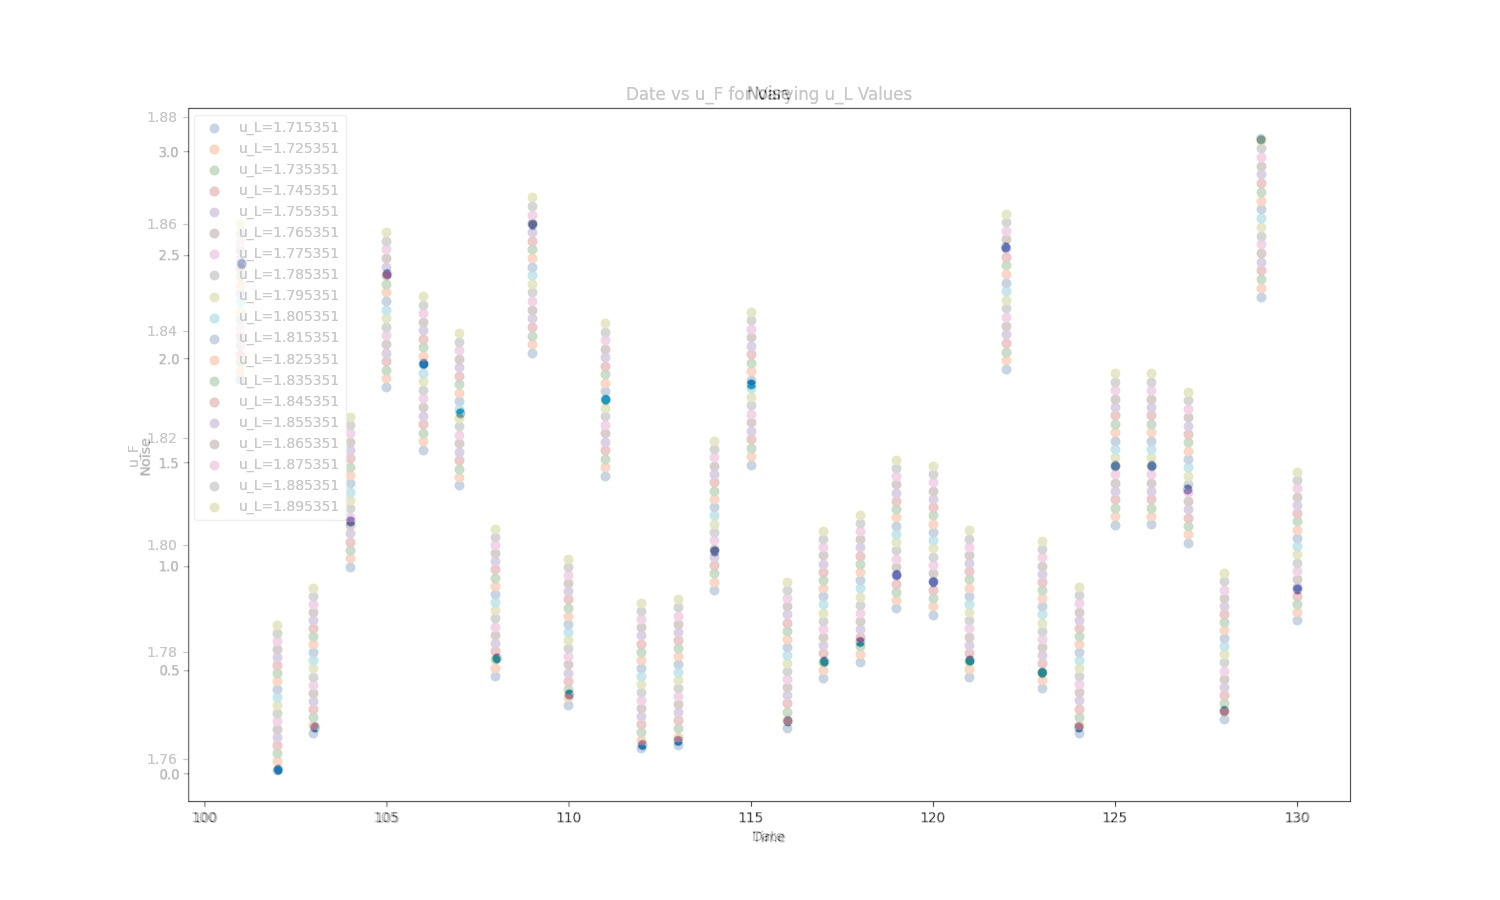 Date vs u_F for Varying u_L Values
Noise
1.88
3.0
1.86
2.5
1.84
2.0
1.82
1.5
1.80
1.0
1.78
0.5
1.76
0.0
u_F
Noise
u_L=1.715351
u_L=1.725351
u_L=1.735351
u_L=1.745351
u_L=1.755351
u_L=1.765351
u_L=1.775351
u_L=1.785351
u_L=1.795351
u_L=1.805351
u_L=1.815351
u_L=1.825351
u_L=1.835351
u_L=1.845351
u_L=1.855351
u_L=1.865351
u_L=1.875351
u_L=1.885351
u_L=1.895351
100 105 110 115 120 125 130
Date
Time